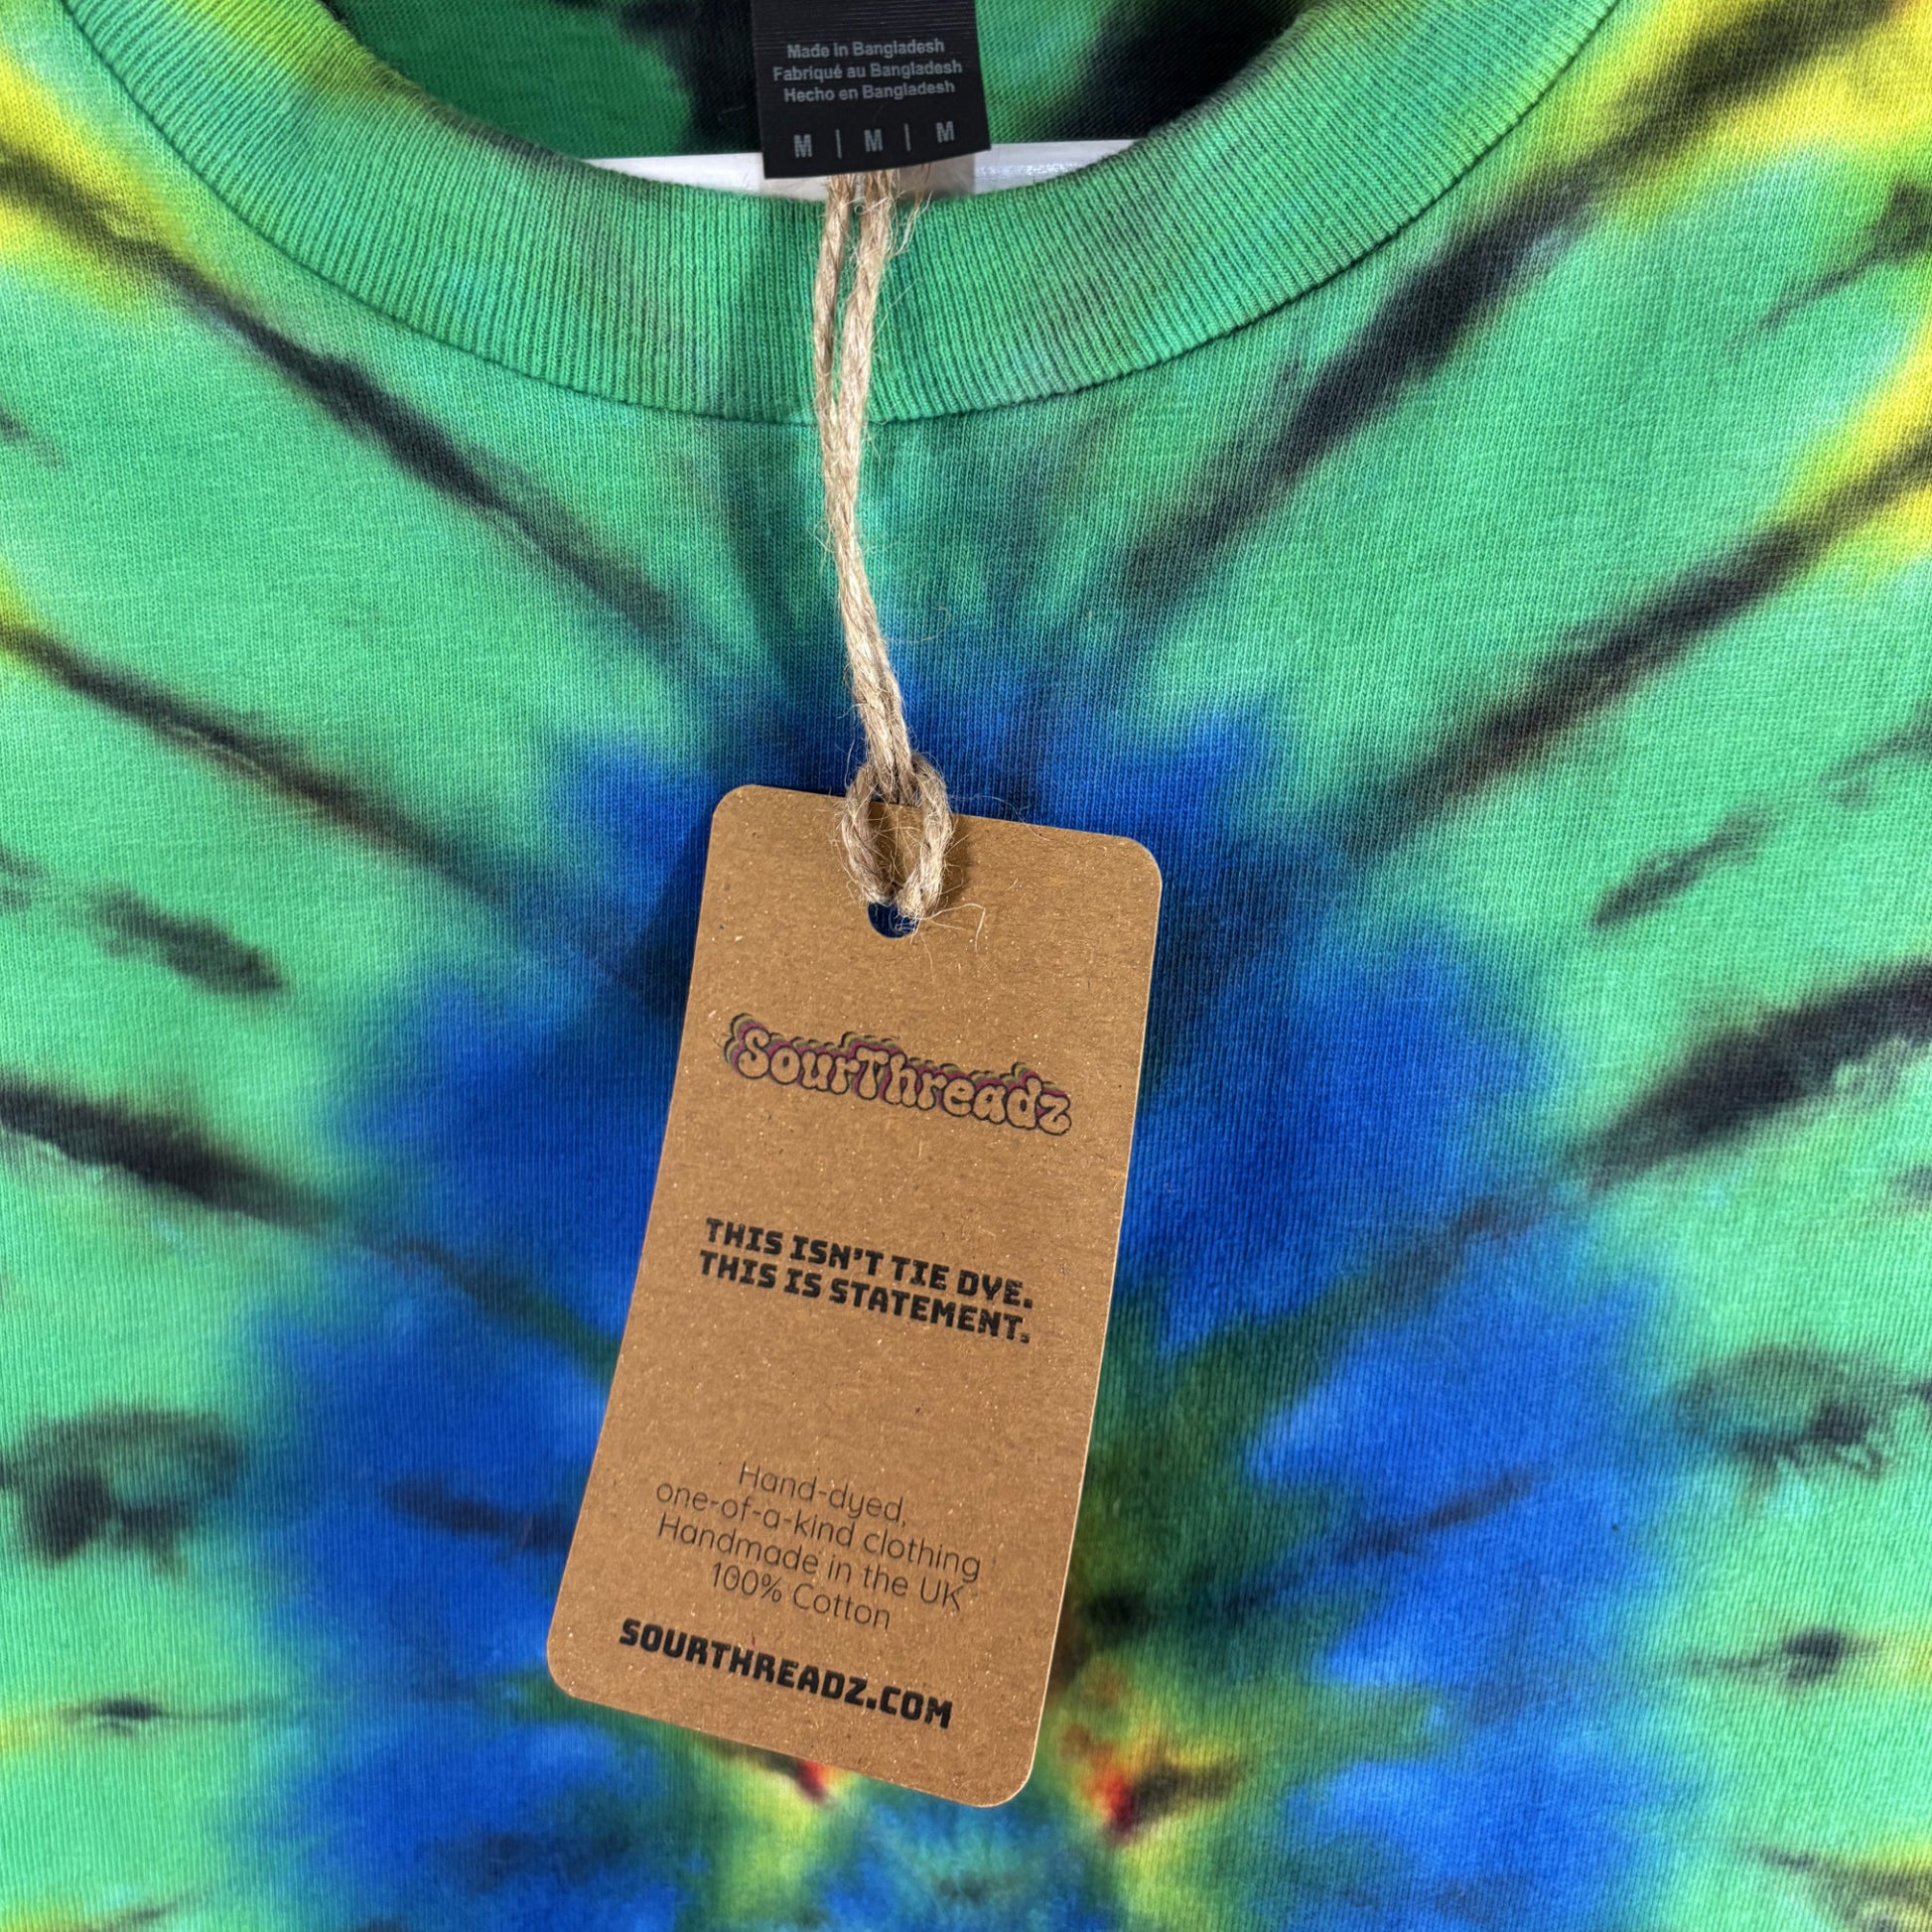 Made in Bangladesh
Fabriqué au Bangladesh
Hecho en Bangladesh
M | M | M
SourThreadz
THIS ISN'T TIE DYE.
THIS IS STATEMENT.
Hand-dyed,
one-of-a-kind clothing
Handmade in the UK
100% Cotton
SOURTHREADZ.COM